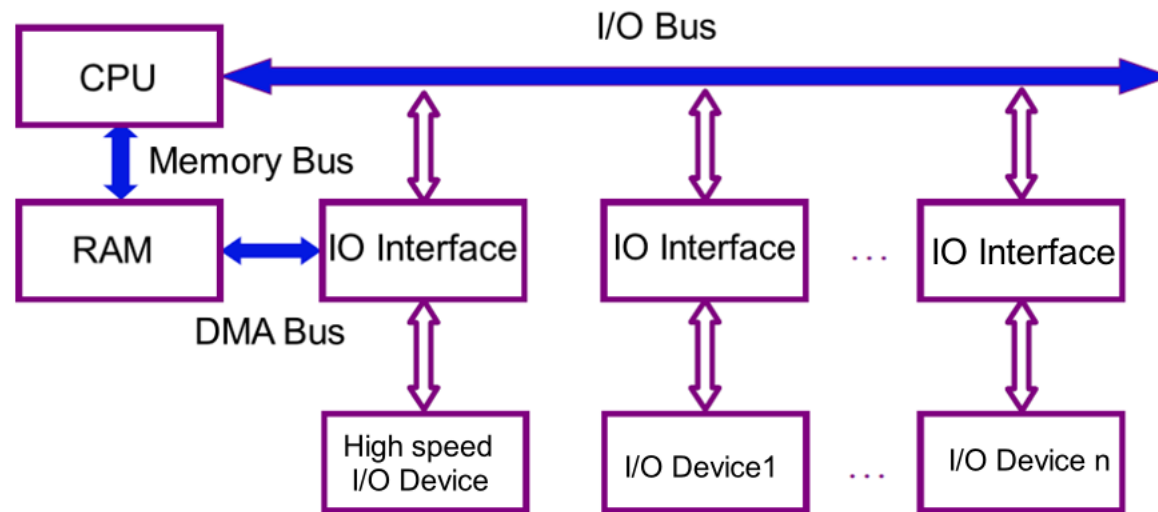 I/O Bus
CPU
Memory Bus
RAM
IO Interface
IO Interface
...
IO Interface
DMA Bus
High speed
I/O Device
I/O Device1
...
I/O Device n